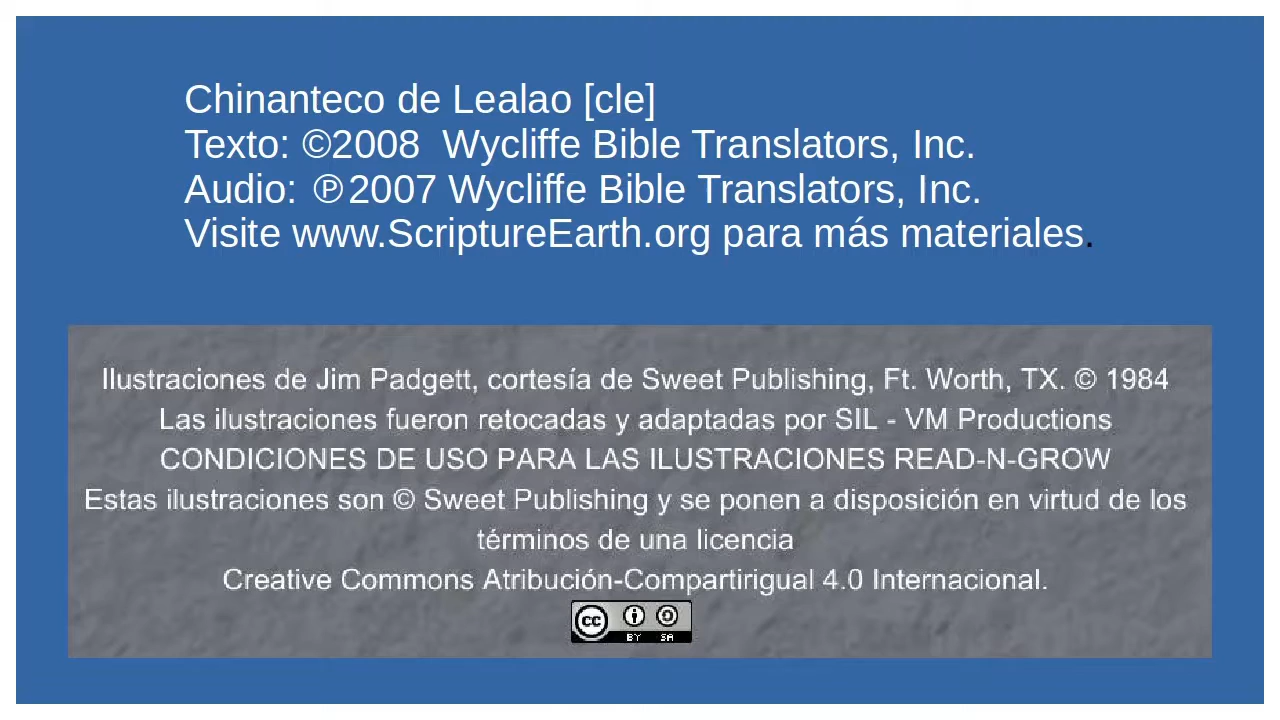 Chinanteco de Lealao [cle]
Texto: ©2008 Wycliffe Bible Translators, Inc.
Audio: ℗2007 Wycliffe Bible Translators, Inc.
Visite www.ScriptureEarth.org para más materiales.
Ilustraciones de Jim Padgett, cortesía de Sweet Publishing, Ft. Worth, TX. © 1984
Las ilustraciones fueron retocadas y adaptadas por SIL - VM Productions
CONDICIONES DE USO PARA LAS ILUSTRACIONES READ-N-GROW
Estas ilustraciones son © Sweet Publishing y se ponen a disposición en virtud de los
términos de una licencia
Creative Commons Atribución-Compartirigual 4.0 Internacional.
cc BY SA